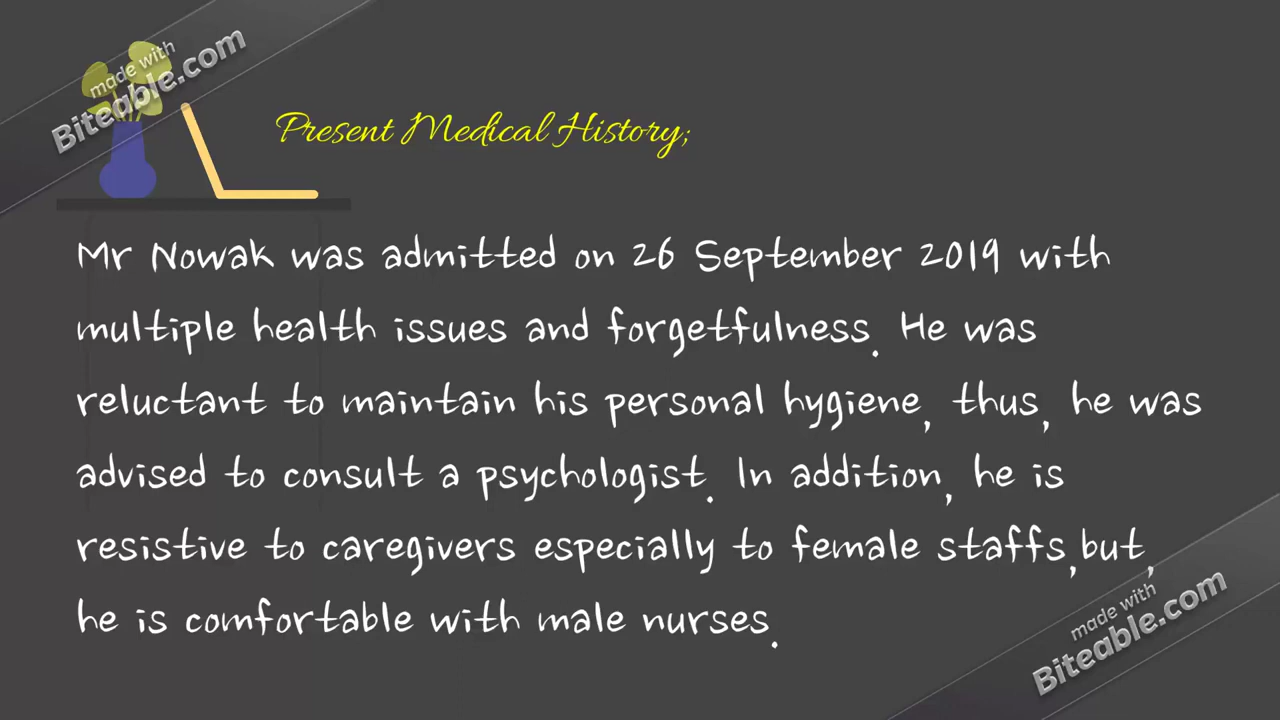 made with
Biteable.com
Present Medical History;
Mr Nowak was admitted on 26 September 2019 with
multiple health issues and forgetfulness. He was
reluctant to maintain his personal hygiene, thus, he was
advised to consult a psychologist. In addition, he is
resistive to caregivers especially to female staffs,but,
he is comfortable with male nurses.
made with
Biteable.com